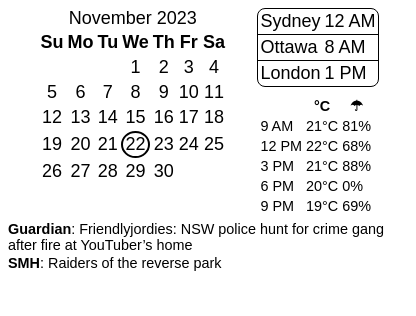 November 2023
Su Mo Tu We Th Fr Sa
1 2 3 4
5 6 7 8 9 10 11
12 13 14 15 16 17 18
19 20 21 22 23 24 25
26 27 28 29 30
Sydney 12 AM
Ottawa 8 AM
London 1 PM
°C ☂
9 AM 21°C 81%
12 PM 22°C 68%
3 PM 21°C 88%
6 PM 20°C 0%
9 PM 19°C 69%
Guardian: Friendlyjordies: NSW police hunt for crime gang
after fire at YouTuber’s home
SMH: Raiders of the reverse park